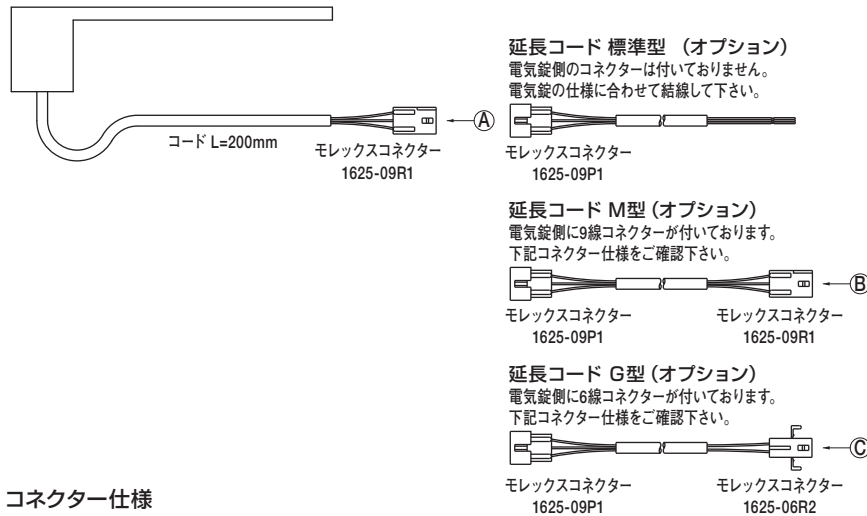 コード L=200mm
モレックスコネクター
1625-09R1
Ⓐ
延長コード 標準型 （オプション）
電気錠側のコネクターは付いておりません。
電気錠の仕様に合わせて結線して下さい。
モレックスコネクター
1625-09P1
延長コード M型（オプション）
電気錠側に9線コネクターが付いております。
下記コネクター仕様をご確認下さい。
Ⓑ
モレックスコネクター モレックスコネクター
1625-09P1 1625-09R1
延長コード G型（オプション）
電気錠側に6線コネクターが付いております。
下記コネクター仕様をご確認下さい。
Ⓒ
モレックスコネクター モレックスコネクター
1625-09P1 1625-06R2
コネクター仕様